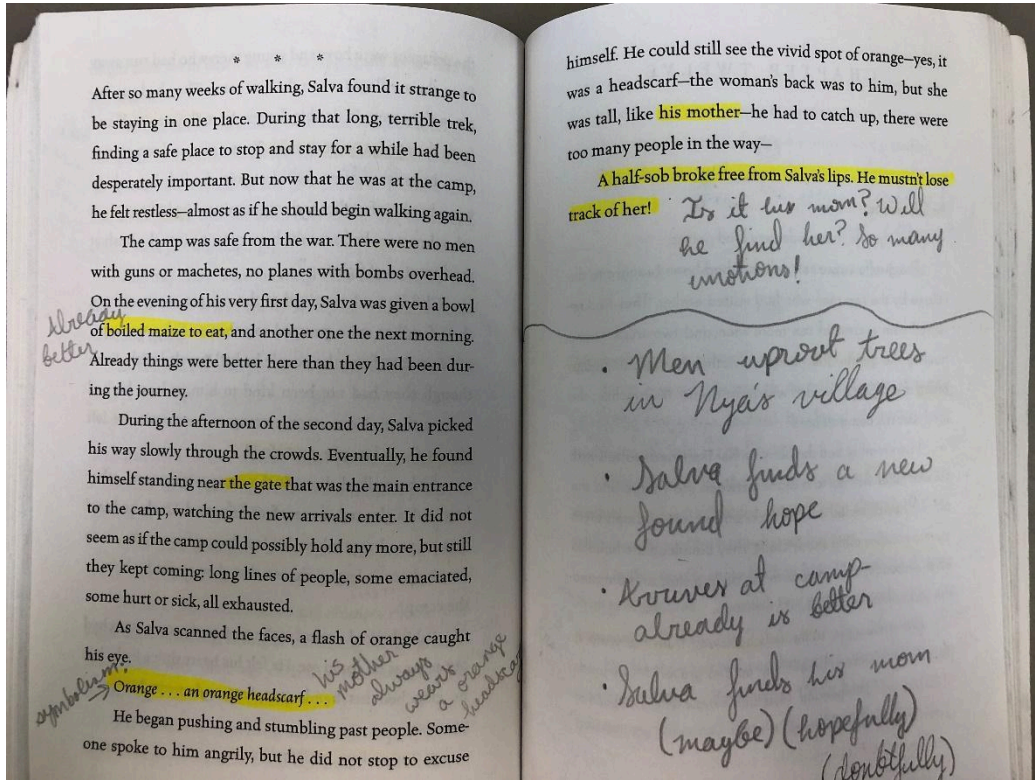 * * *
After so many weeks of walking, Salva found it strange to
be staying in one place. During that long, terrible trek,
finding a safe place to stop and stay for a while had been
desperately important. But now that he was at the camp,
he felt restless—almost as if he should begin walking again.
The camp was safe from the war. There were no men
with guns or machetes, no planes with bombs overhead.
On the evening of his very first day, Salva was given a bowl
of boiled maize to eat, and another one the next morning.
Already things were better here than they had been dur-
ing the journey.
Already
better
During the afternoon of the second day, Salva picked
his way slowly through the crowds. Eventually, he found
himself standing near the gate that was the main entrance
to the camp, watching the new arrivals enter. It did not
seem as if the camp could possibly hold any more, but still
they kept coming: long lines of people, some emaciated,
some hurt or sick, all exhausted.
As Salva scanned the faces, a flash of orange caught
his eye.
Orange . . . an orange headscarf . . .
symbolism
his
mother
always
wears
a orange
headscarf
He began pushing and stumbling past people. Some-
one spoke to him angrily, but he did not stop to excuse
himself. He could still see the vivid spot of orange—yes, it
was a headscarf—the woman's back was to him, but she
was tall, like his mother—he had to catch up, there were
too many people in the way—
A half-sob broke free from Salva's lips. He mustn't lose
track of her!
Is it his mom? Will
he find her? So many
emotions!
• Men uproot trees
in Nya's village
• Salva finds a new
found hope
• Arrives at camp-
already is better
• Salva finds his mom
(maybe) (hopefully)
(doubtfully)